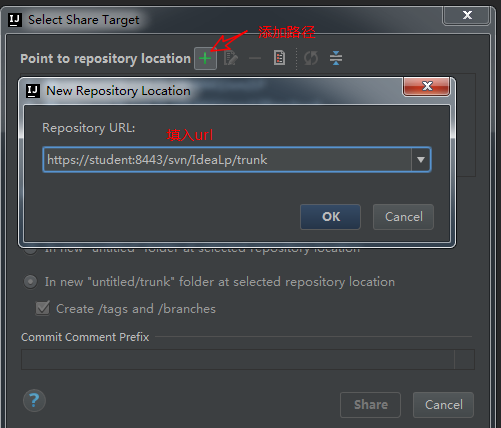 IJ Select Share Target
添加路径
Point to repository location
IJ New Repository Location
Repository URL:
填入url
https://student:8443/svn/IdeaLp/trunk
OK Cancel
In new "untitled" folder at selected repository location
In new "untitled/trunk" folder at selected repository location
Create /tags and /branches
Commit Comment Prefix
? Share Cancel